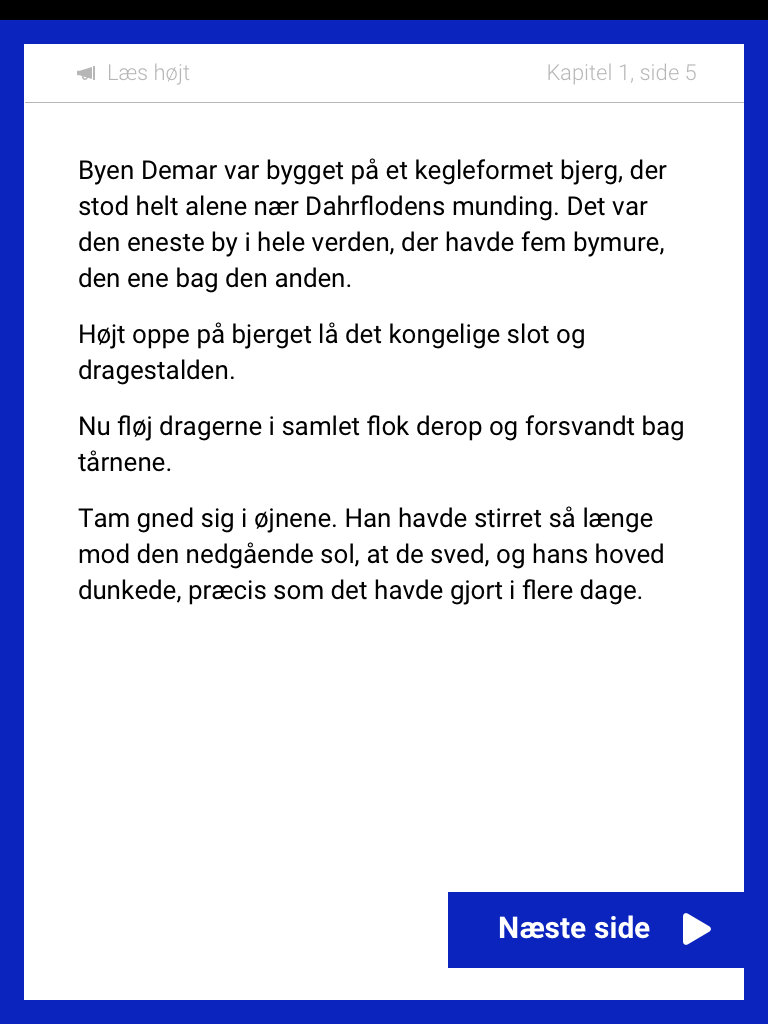 Læs højt
Kapitel 1, side 5
Byen Demar var bygget på et kegleformet bjerg, der
stod helt alene nær Dahrflodens munding. Det var
den eneste by i hele verden, der havde fem bymure,
den ene bag den anden.
Højt oppe på bjerget lå det kongelige slot og
dragestalden.
Nu fløj dragerne i samlet flok derop og forsvandt bag
tårnene.
Tam gned sig i øjnene. Han havde stirret så længe
mod den nedgående sol, at de sved, og hans hoved
dunkede, præcis som det havde gjort i flere dage.
Næste side